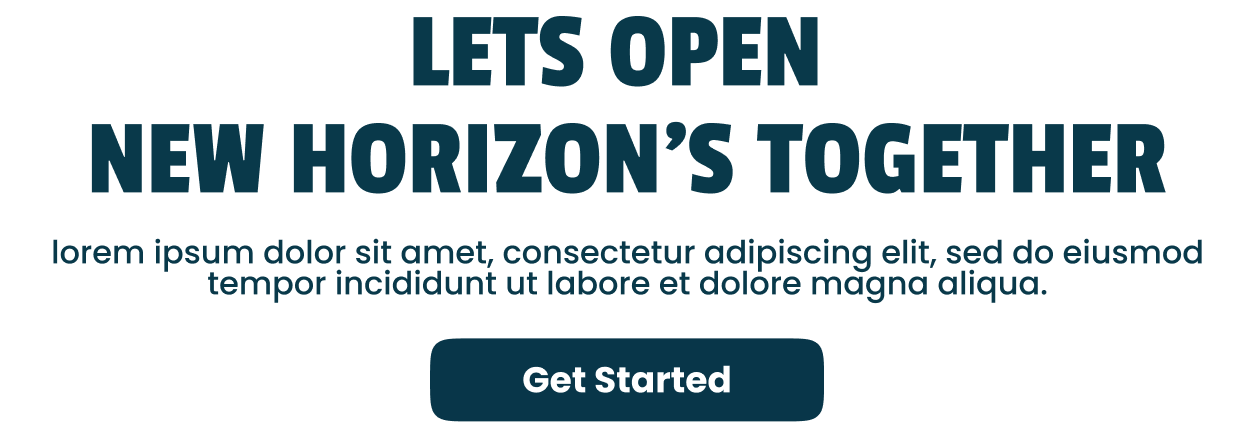 LETS OPEN
NEW HORIZON’S TOGETHER
lorem ipsum dolor sit amet, consectetur adipiscing elit, sed do eiusmod
tempor incididunt ut labore et dolore magna aliqua.
Get Started